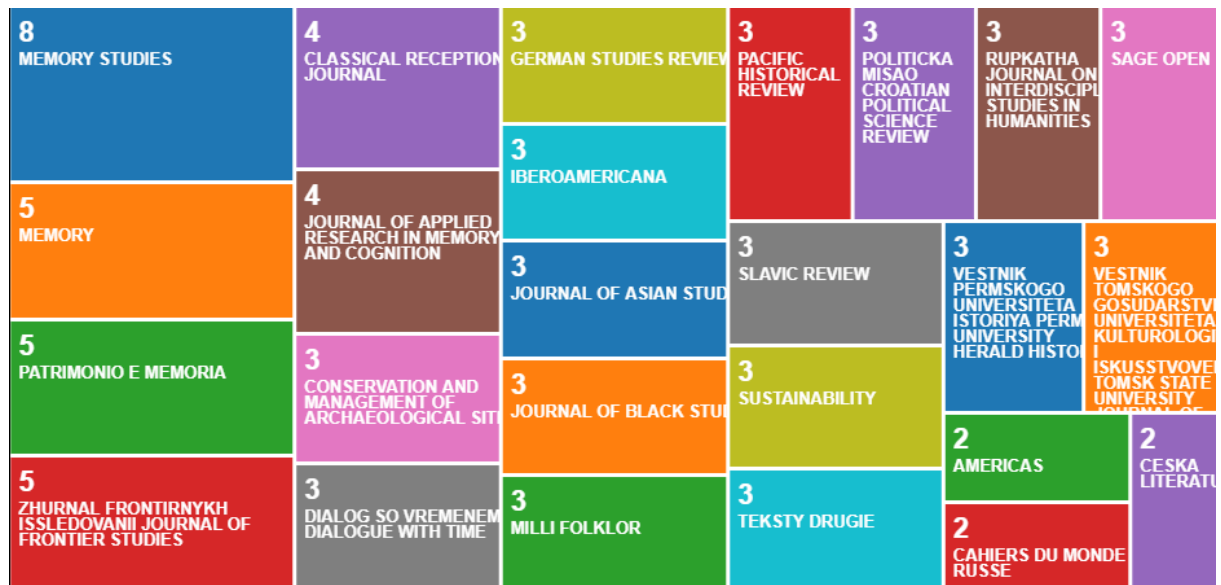 8
MEMORY STUDIES
5
MEMORY
5
PATRIMONIO E MEMORIA
5
ZHURNAL FRONTIRNYKH
ISSLEDOVANII JOURNAL OF
FRONTIER STUDIES
4
CLASSICAL RECEPTION
JOURNAL
4
JOURNAL OF APPLIED
RESEARCH IN MEMORY
AND COGNITION
3
CONSERVATION AND
MANAGEMENT OF
ARCHAEOLOGICAL SIT
3
DIALOG SO VREMENEM
DIALOGUE WITH TIME
3
GERMAN STUDIES REVIEW
3
IBEROAMERICANA
3
JOURNAL OF ASIAN STUD
3
JOURNAL OF BLACK STU
3
MILLI FOLKLOR
3
PACIFIC
HISTORICAL
REVIEW
3
POLITICKA
MISAO
CROATIAN
POLITICAL
SCIENCE
REVIEW
3
RUPKATHA
JOURNAL ON
INTERDISCIPL
STUDIES IN
HUMANITIES
3
SAGE OPEN
3
SLAVIC REVIEW
3
SUSTAINABILITY
3
TEKSTY DRUGIE
3
VESTNIK
PERMSKOGO
UNIVERSITETA
ISTORIYA PERM
UNIVERSITY
HERALD HISTO
3
VESTNIK
TOMSKOGO
GOSUDARSTVE
UNIVERSITETA
KULTUROLOGI
I
ISKUSSTVOVE
TOMSK STATE
UNIVERSITY
JOURNAL OF
2
AMERICAS
2
CAHIERS DU MONDE
RUSSE
2
CESKA
LITERATU